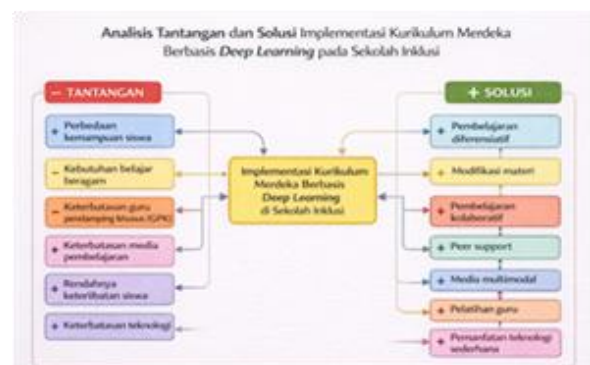 Analisis Tantangan dan Solusi Implementasi Kurikulum Merdeka
Berbasis Deep Learning pada Sekolah Inklusi
− TANTANGAN
+ Perbedaan
kemampuan siswa
− Kebutuhan belajar
beragam
− Keterbatasan guru
pendamping khusus (GPK)
+ Keterbatasan media
pembelajaran
+ Rendahnya
keterlibatan siswa
+ Keterbatasan teknologi
Implementasi Kurikulum
Merdeka Berbasis
Deep Learning
di Sekolah Inklusi
+ SOLUSI
+ Pembelajaran
diferensiatif
+ Modifikasi materi
+ Pembelajaran
kolaboratif
+ Peer support
+ Media multimodal
+ Pelatihan guru
+ Pemanfatan teknologi
sederhana